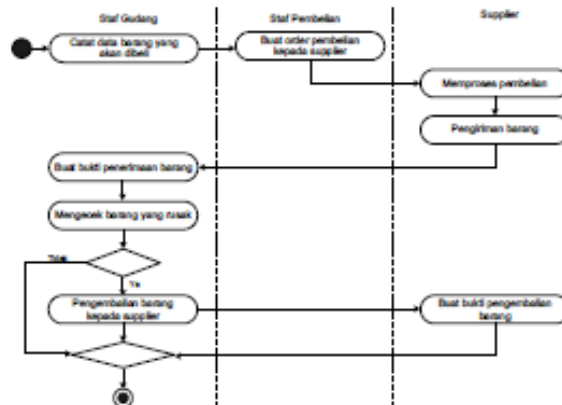 Staf Gudang
Staf Pembelian
Supplier
Catat data barang yang
akan dibeli
Buat order pembelian
kepada supplier
Memproses pembelian
Pengiriman barang
Buat bukti penerimaan barang
Mengecek barang yang rusak
Tidak
Ya
Pengembalian barang
kepada supplier
Buat bukti pengembalian
barang